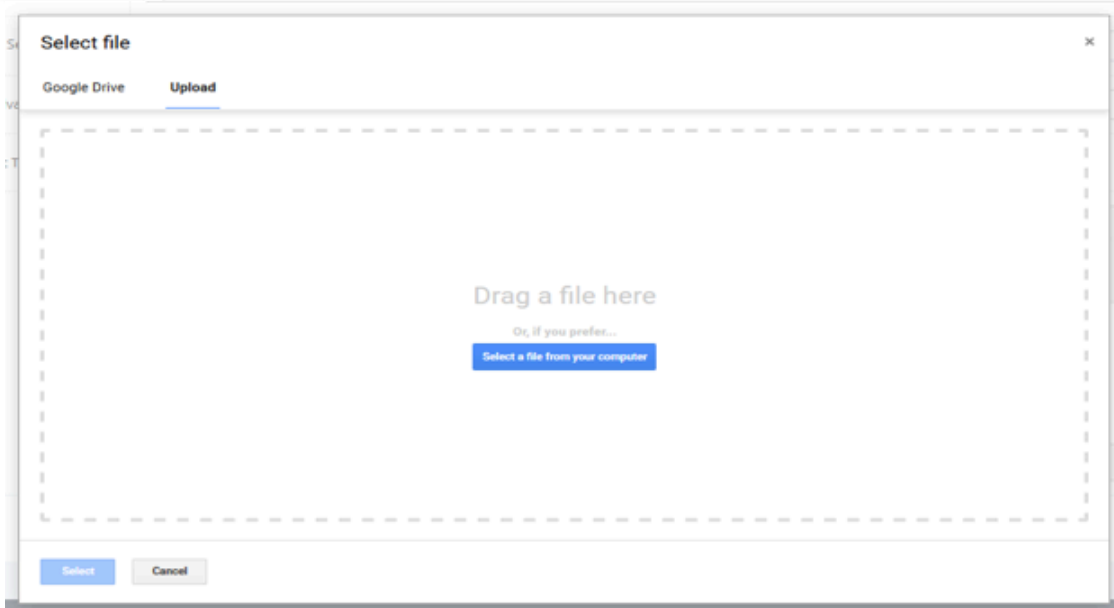 Select file
×
Google Drive Upload
Drag a file here
Or, if you prefer...
Select a file from your computer
Select Cancel